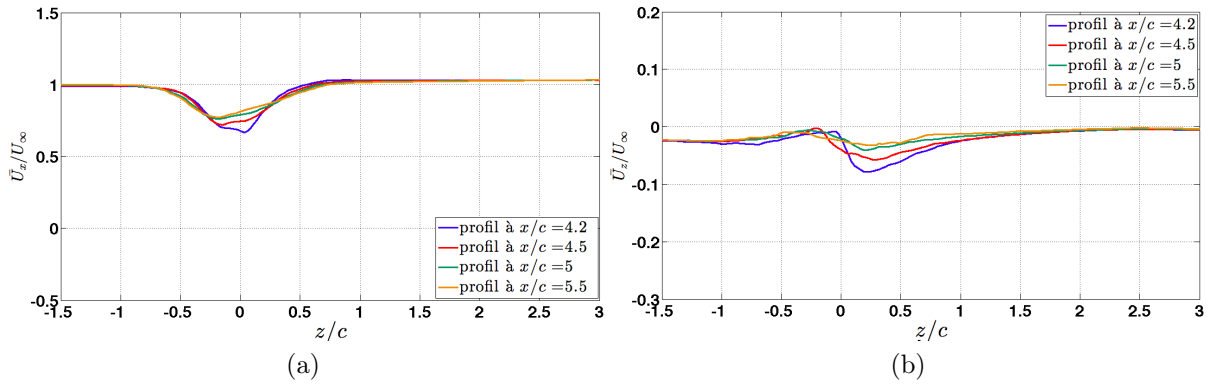 1.5
1
0.5
0
-0.5
-1.5 -1 -0.5 0 0.5 1 1.5 2 2.5 3
Ū_x/U_∞
z/c
profil à x/c =4.2
profil à x/c =4.5
profil à x/c =5
profil à x/c =5.5
(a)
0.2
0.1
0
-0.1
-0.2
-0.3
-1.5 -1 -0.5 0 0.5 1 1.5 2 2.5 3
Ū_z/U_∞
z/c
profil à x/c =4.2
profil à x/c =4.5
profil à x/c =5
profil à x/c =5.5
(b)